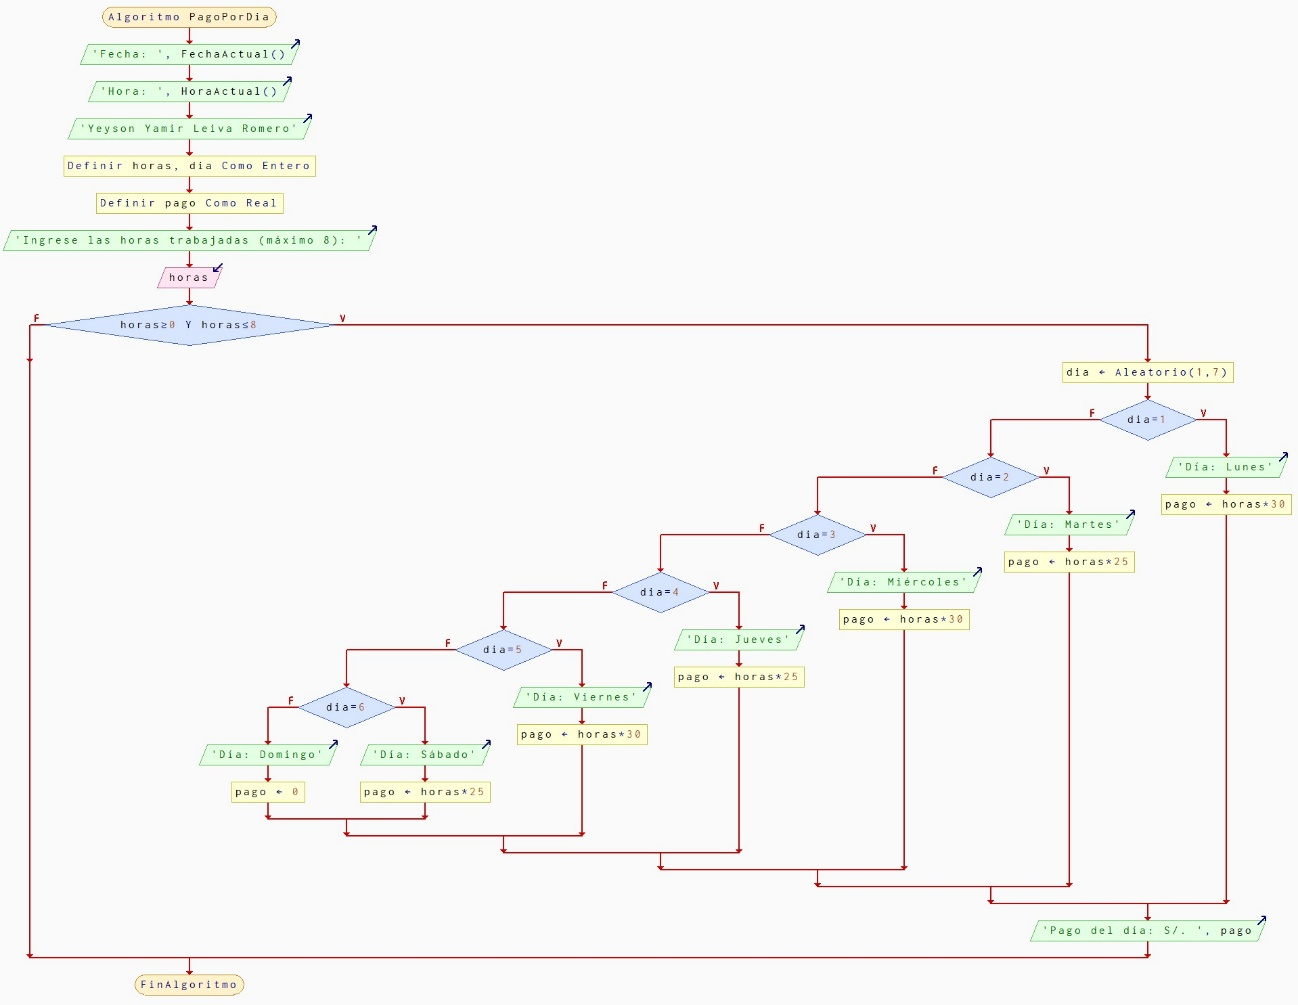 Algoritmo PagoPorDia
'Fecha: ', FechaActual()
'Hora: ', HoraActual()
'Yeyson Yamir Leiva Romero'
Definir horas, dia Como Entero
Definir pago Como Real
'Ingrese las horas trabajadas (máximo 8): '
horas
F
horas≥0 Y horas≤8
V
dia ← Aleatorio(1,7)
F
dia=1
V
'Día: Lunes'
pago ← horas*30
F
dia=2
V
'Día: Martes'
pago ← horas*25
F
dia=3
V
'Día: Miércoles'
pago ← horas*30
F
dia=4
V
'Día: Jueves'
pago ← horas*25
F
dia=5
V
'Día: Viernes'
pago ← horas*30
F
dia=6
V
'Día: Domingo'
'Día: Sábado'
pago ← 0
pago ← horas*25
'Pago del día: S/. ', pago
FinAlgoritmo